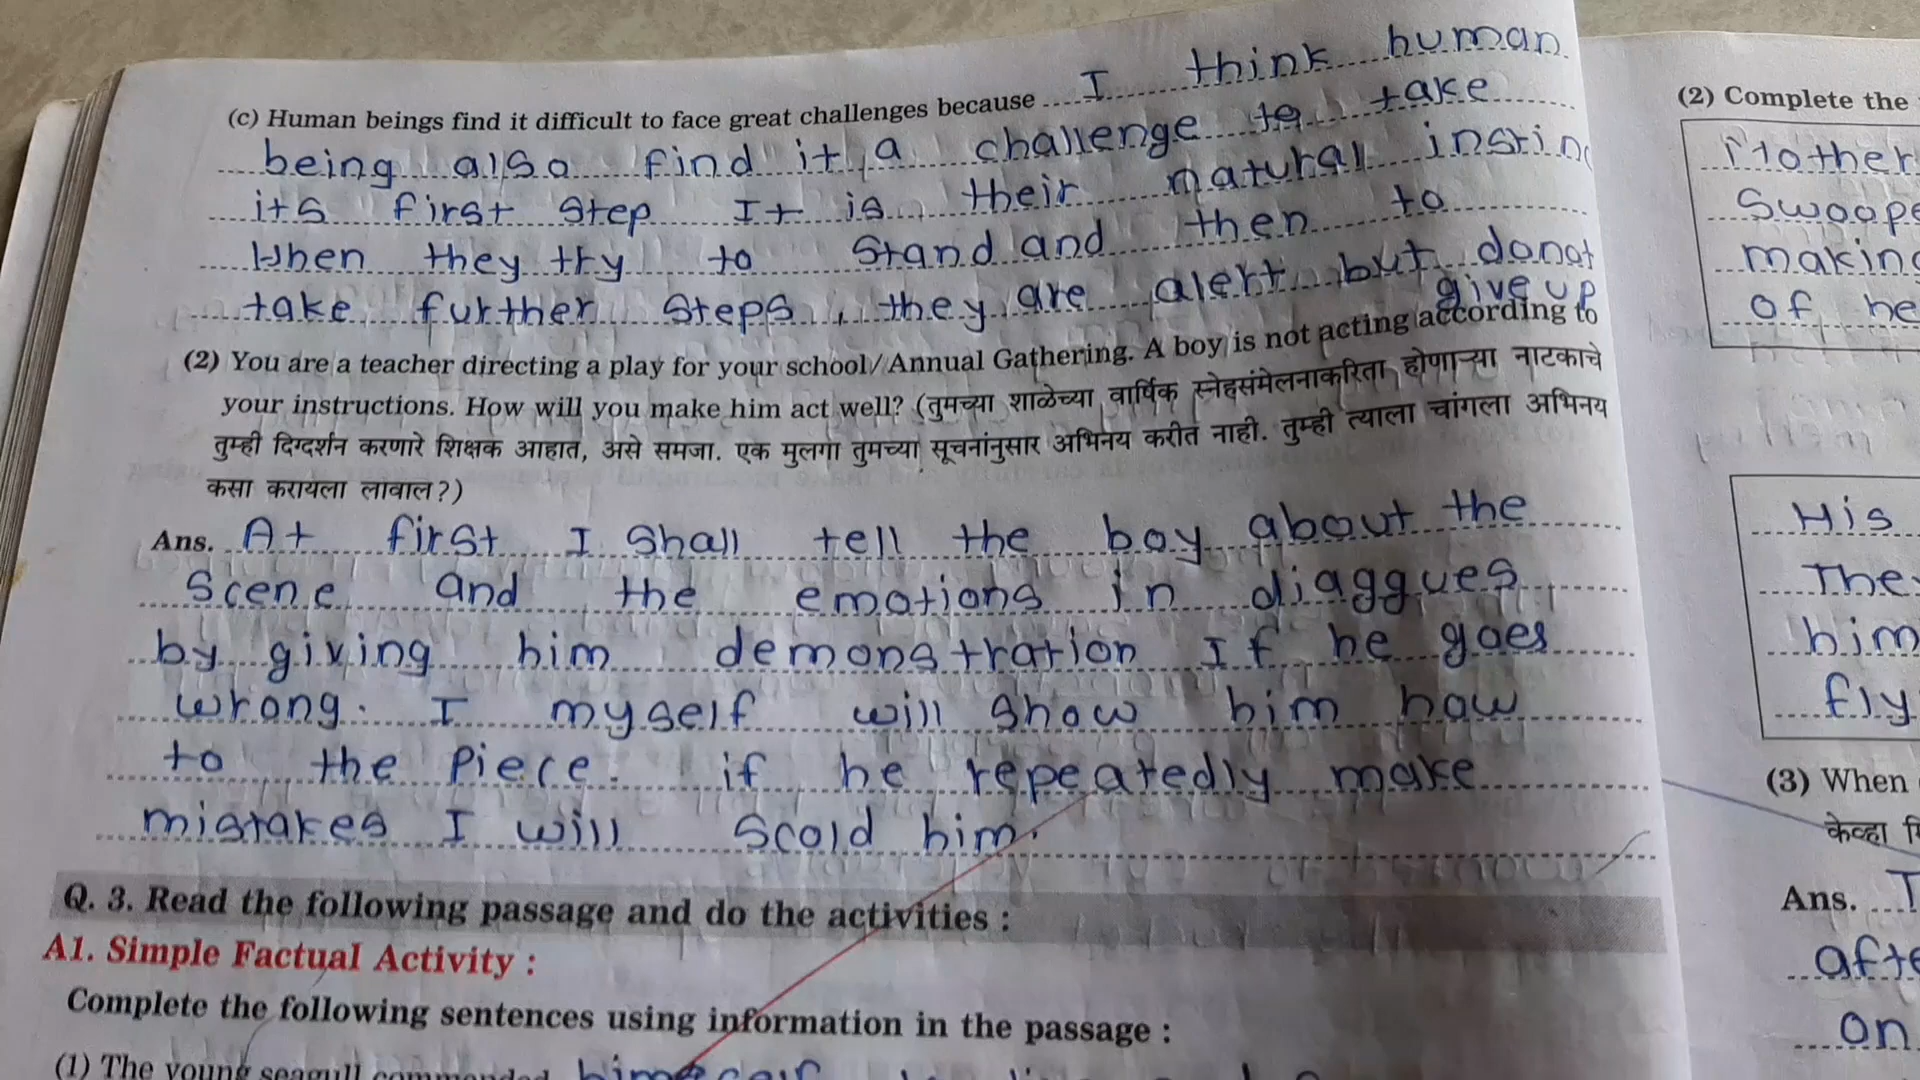 (c) Human beings find it difficult to face great challenges because I think human
being also find it a challenge to take
its first step It is their natural instin
When they try to stand and then to
take further steps, they are alert but donot
give up
(2) You are a teacher directing a play for your school/Annual Gathering. A boy is not acting according to
your instructions. How will you make him act well? (तुमच्या शाळेच्या वार्षिक स्नेहसंमेलनाकरिता होणाऱ्या नाटकाचे
तुम्ही दिग्दर्शन करणारे शिक्षक आहात, असे समजा. एक मुलगा तुमच्या सूचनांनुसार अभिनय करीत नाही. तुम्ही त्याला चांगला अभिनय
कसा करायला लावाल?)
Ans. At first I shall tell the boy about the
scene and the emotions in diaggues
by giving him demonstration If he goes
wrong. I myself will show him how
to the piece. if he repeatedly make
mistakes I will scold him.
Q. 3. Read the following passage and do the activities :
A1. Simple Factual Activity :
Complete the following sentences using information in the passage :
(1) The young seagull commanded
(2) Complete the
Mother
Swoope
making
of he
His
The
him
fly
(3) When
केव्हा
Ans. I
afte
on